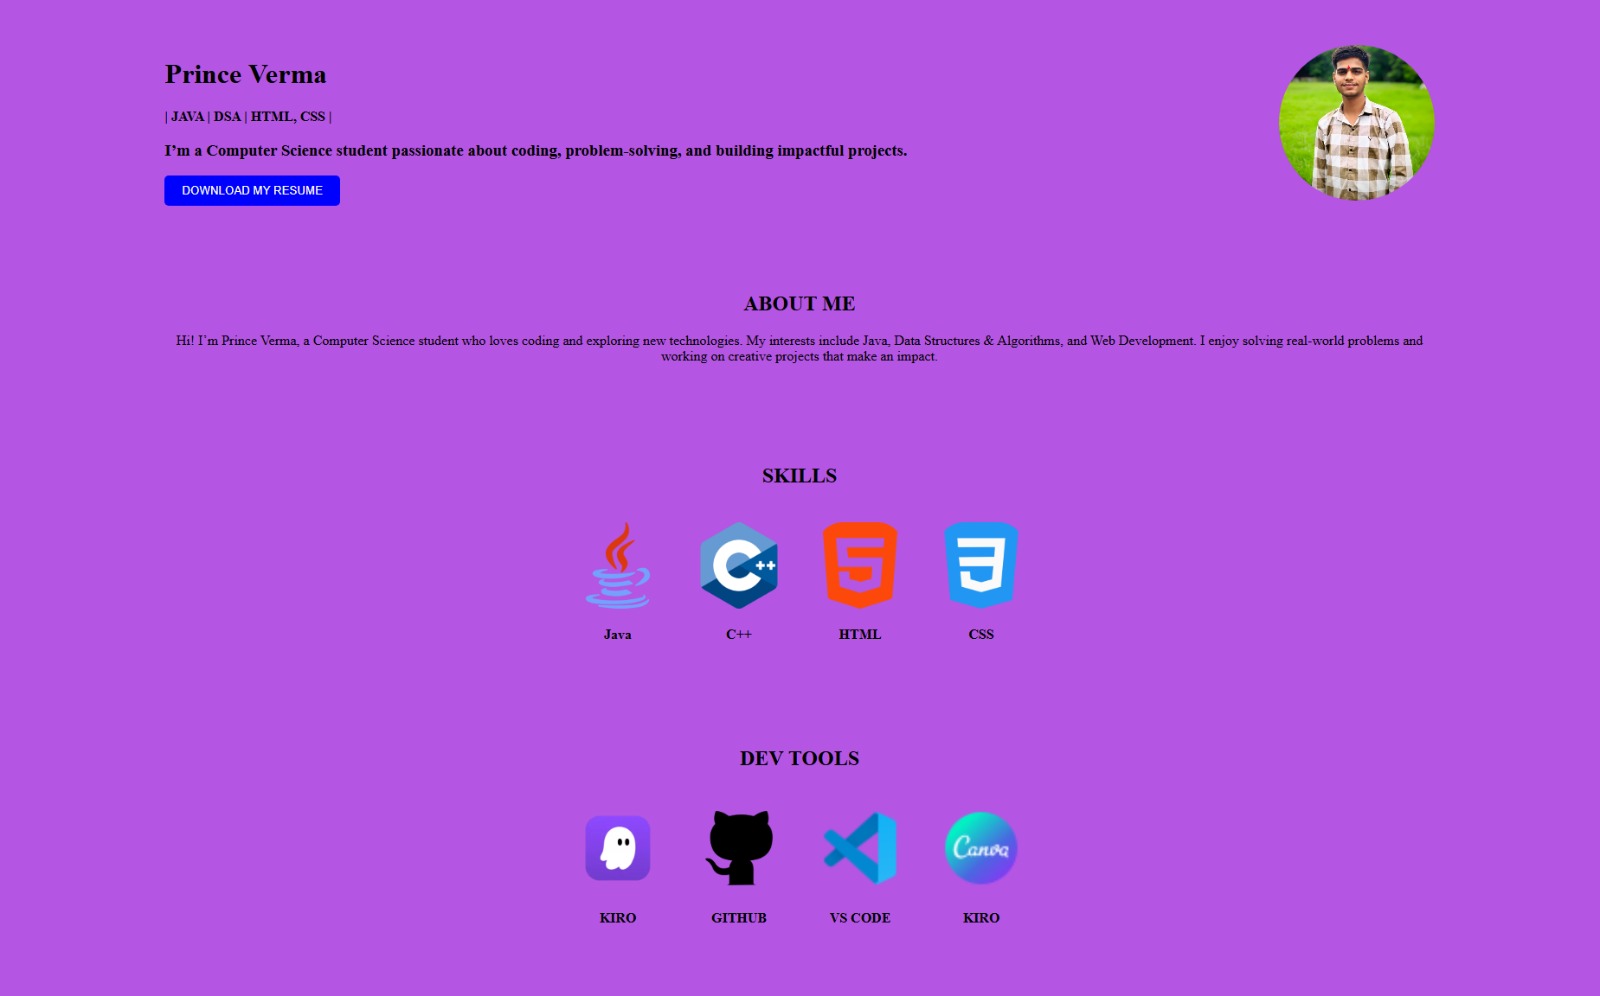 Prince Verma
| JAVA | DSA | HTML, CSS |
I’m a Computer Science student passionate about coding, problem-solving, and building impactful projects.
DOWNLOAD MY RESUME
ABOUT ME
Hi! I’m Prince Verma, a Computer Science student who loves coding and exploring new technologies. My interests include Java, Data Structures & Algorithms, and Web Development. I enjoy solving real-world problems and
working on creative projects that make an impact.
SKILLS
C++
5
3
Java C++ HTML CSS
DEV TOOLS
Canva
KIRO GITHUB VS CODE KIRO